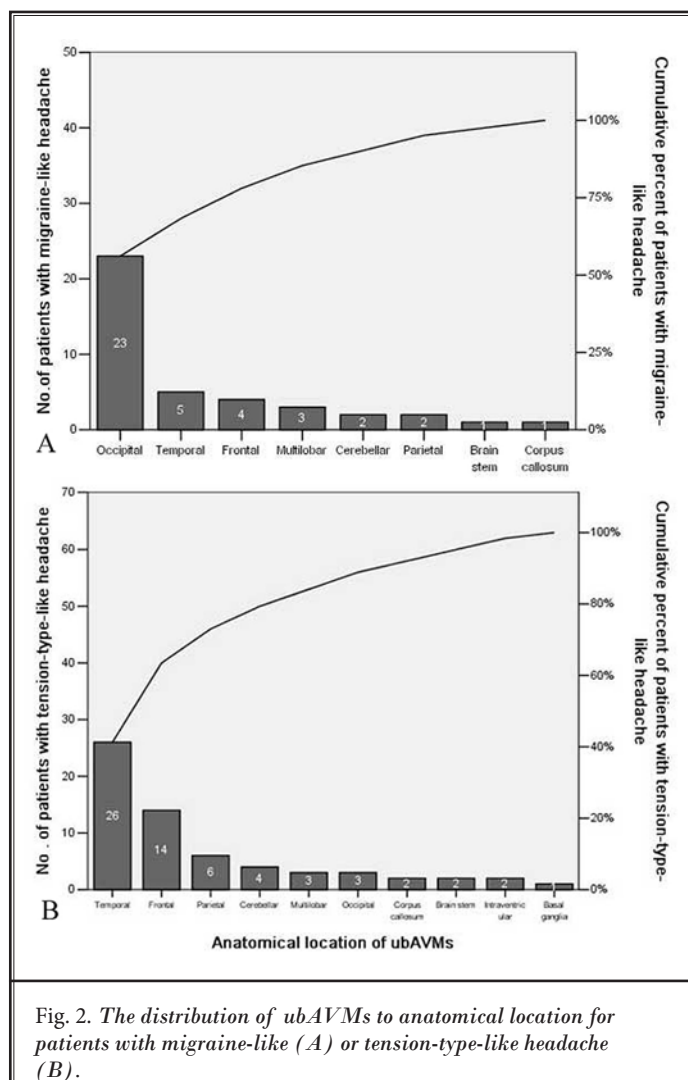 50
40
30
20
10
0
No.of patients with migraine-like headache
23
5
4
3
2
2
1
1
100%
75%
50%
25%
0%
Cumulative percent of patients with migraine-
like headache
A
Occipital Temporal Frontal Multilobar Cerebellar Parietal Brain Corpus
stem callosum
70
60
50
40
30
20
10
0
No . of patients with tension-type-like headache
26
14
6
4
3
3
2
2
2
1
100%
80%
60%
40%
20%
0%
Cumulative percent of patients with tension-type-
like headache
B
Temporal Frontal Parietal Cerebellar Multilobar Occipital Corpus Brain stem Intraventric Basal
callosum ular ganglia
Anatomical location of ubAVMs
Fig. 2. The distribution of ubAVMs to anatomical location for
patients with migraine-like (A) or tension-type-like headache
(B).